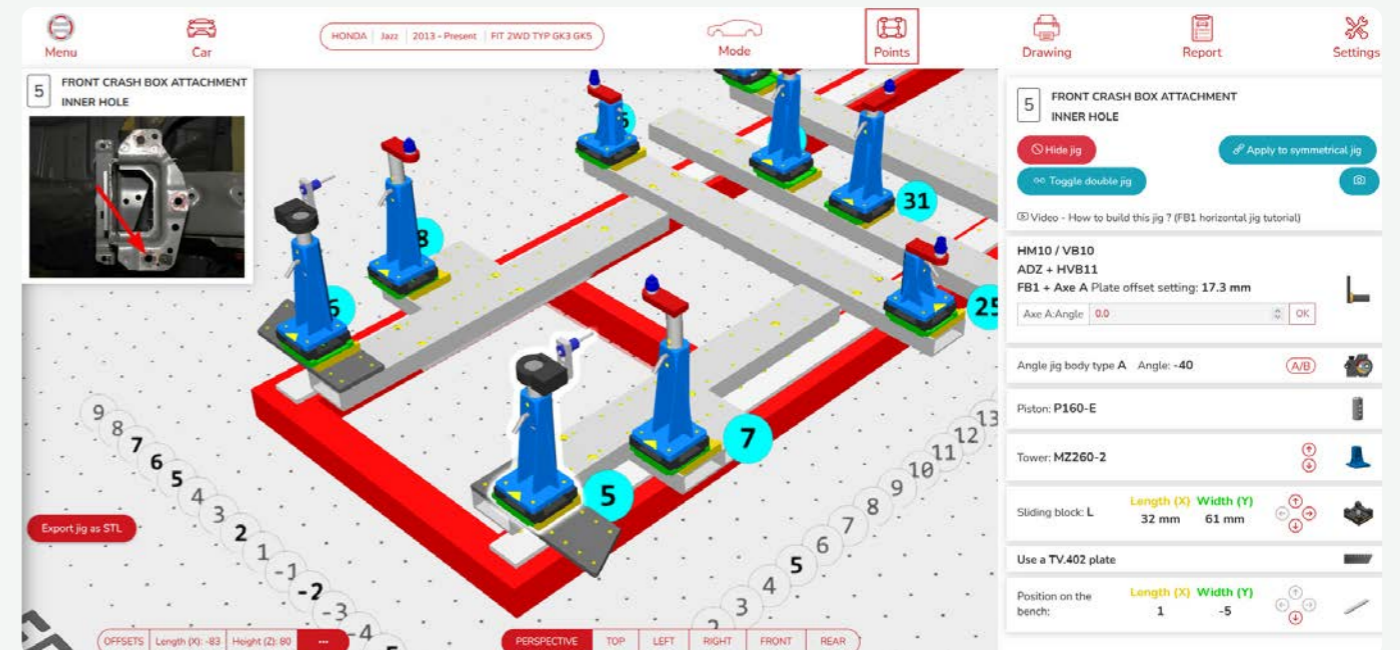 Menu
Car
HONDA Jazz 2013 - Present FIT 2WD TYP GK3 GK5
Mode
Points
Drawing
Report
Settings
5 FRONT CRASH BOX ATTACHMENT
INNER HOLE
5
8
31
6
25
7
5
9
8
7
6
5
4
3
2
1
-1
-2
-3
-4
13
12
11
10
9
8
7
6
5
4
3
2
Export jig as STL
OFFSETS Length (X): -83 Height (Z): 80 ---
PERSPECTIVE TOP LEFT RIGHT FRONT REAR
5 FRONT CRASH BOX ATTACHMENT
INNER HOLE
Hide jig
Apply to symmetrical jig
Toggle double jig
Video - How to build this jig ? (FB1 horizontal jig tutorial)
HM10 / VB10
ADZ + HVB11
FB1 + Axe A Plate offset setting: 17.3 mm
Axe A:Angle 0.0 OK
Angle jig body type A Angle: -40 (A/B)
Piston: P160-E
Tower: MZ260-2
Sliding block: L
Length (X) Width (Y)
32 mm 61 mm
Use a TV.402 plate
Position on the
bench:
Length (X) Width (Y)
1 -5